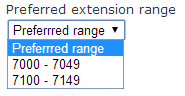 Preferred extension range
Preferrred range
Preferrred range
7000 - 7049
7100 - 7149